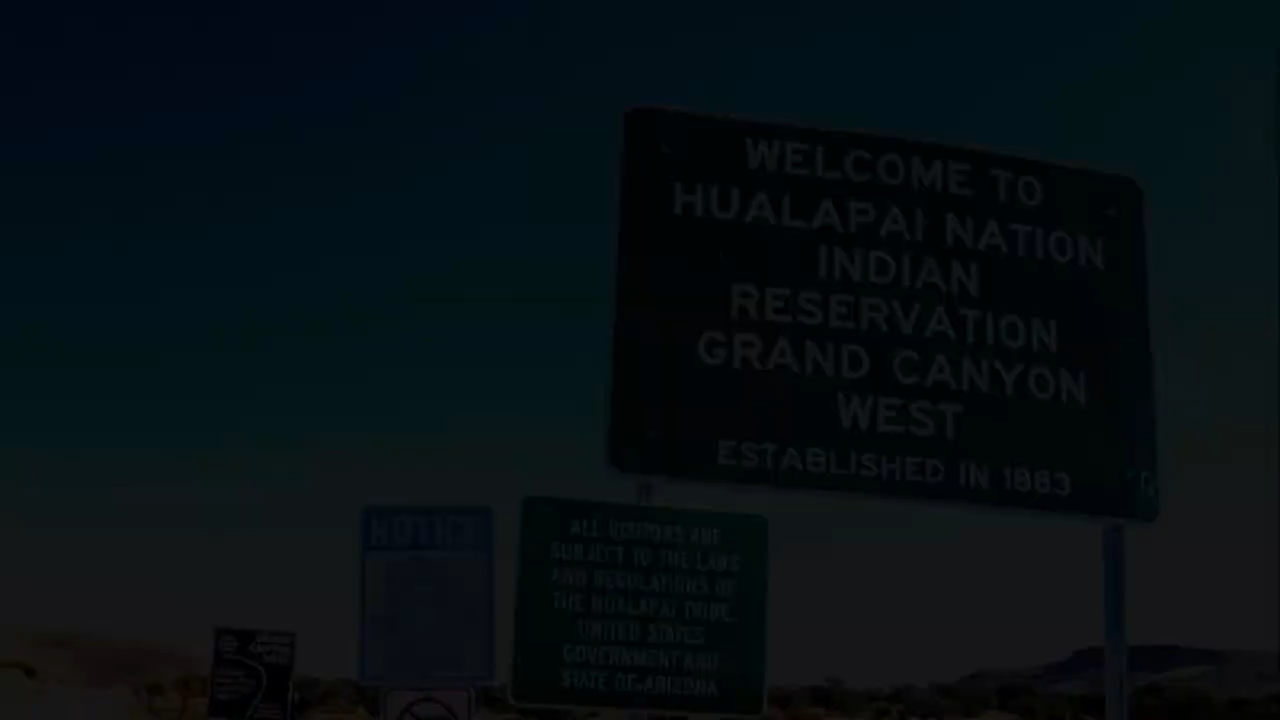 WELCOME TO
HUALAPAI NATION
INDIAN
RESERVATION
GRAND CANYON
WEST
ESTABLISHED IN 1883
NOTICE
ALL VISITORS ARE
SUBJECT TO THE LAWS
AND REGULATIONS OF
THE HUALAPAI TRIBE,
UNITED STATES
GOVERNMENT AND
STATE OF ARIZONA